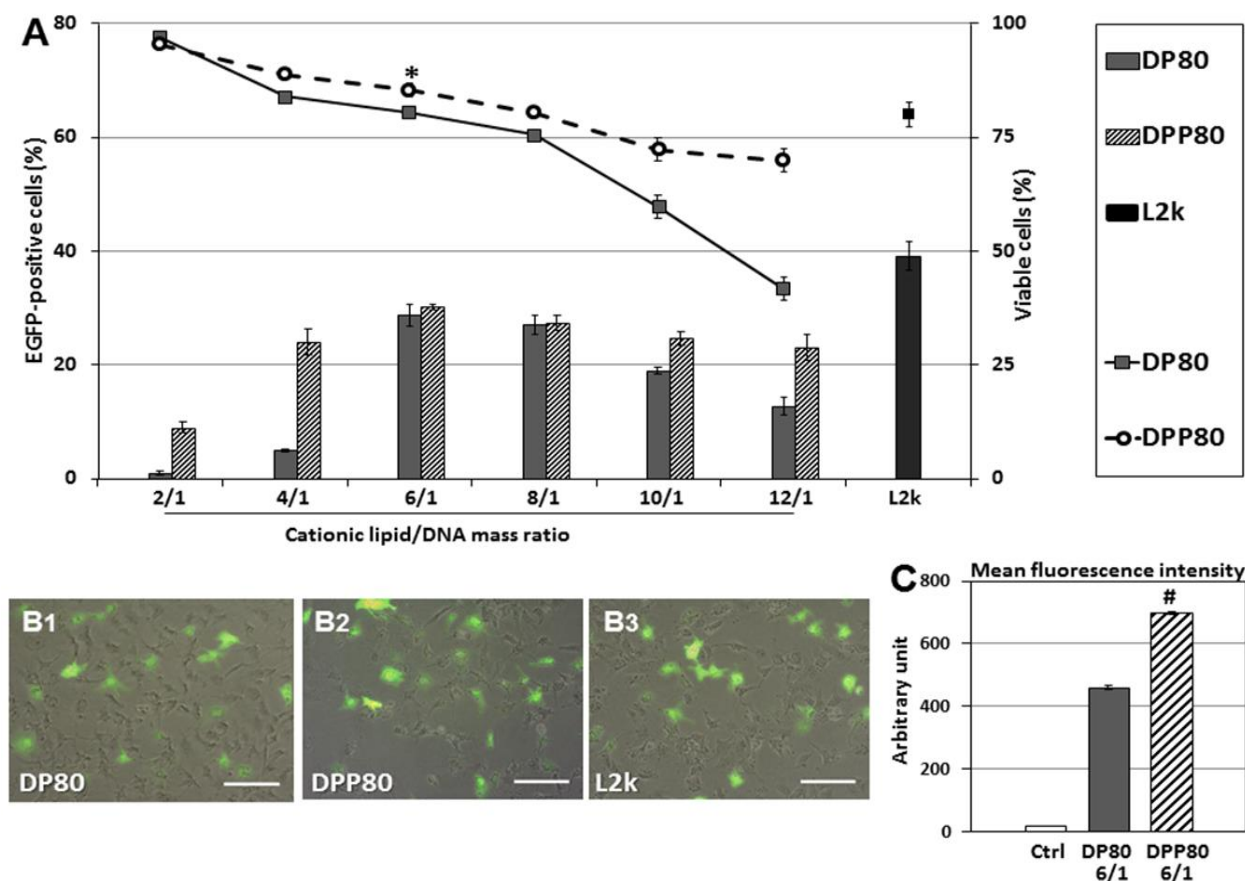 A
80
60
40
20
0
EGFP-positive cells (%)
100
75
50
25
0
Viable cells (%)
*
2/1 4/1 6/1 8/1 10/1 12/1 L2k
Cationic lipid/DNA mass ratio
DP80
DPP80
L2k
DP80
DPP80
B1
DP80
B2
DPP80
B3
L2k
C
Mean fluorescence intensity
800
600
400
200
0
Arbitrary unit
#
Ctrl DP80 DPP80
6/1 6/1